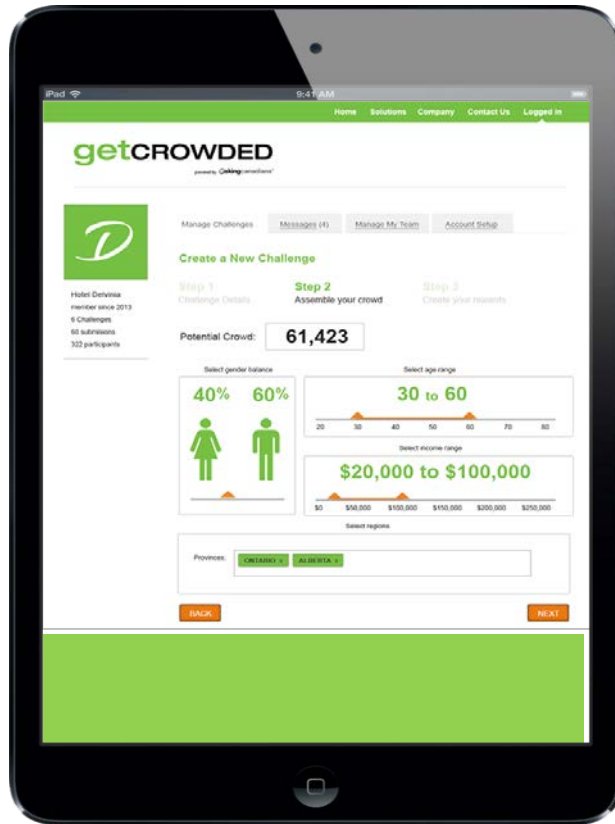 iPad 9:41 AM
Home Solutions Company Contact Us Logged in
getCROWDED
powered by askingcanadians
D
Manage Challenges Messages (4) Manage My Team Account Setup
Create a New Challenge
Step 1 Step 2 Step 3
Challenge Details Assemble your crowd Create your rewards
Hotel Delvinia
member since 2013
6 Challenges
60 submissions
322 participants
Potential Crowd: 61,423
Select gender balance Select age range
40% 60% 30 to 60
20 30 40 50 60 70 80
Select income range
$20,000 to $100,000
$0 $50,000 $100,000 $150,000 $200,000 $250,000
Select regions
Provinces: ONTARIO x ALBERTA x
BACK NEXT